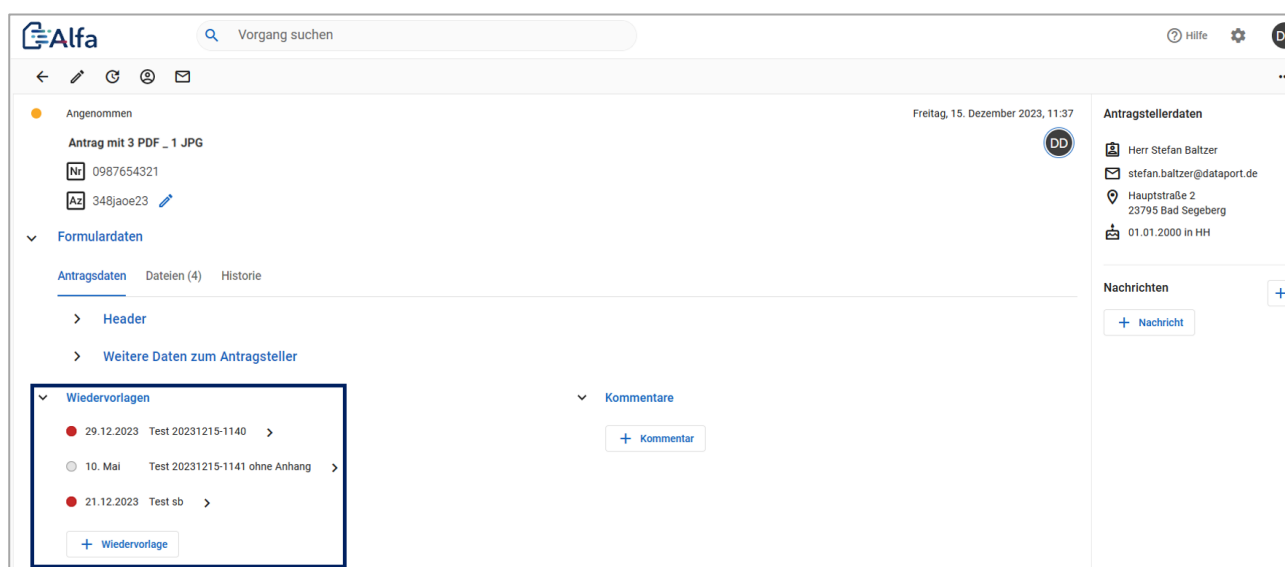 Alfa
Vorgang suchen
Hilfe
Angenommen
Freitag, 15. Dezember 2023, 11:37
Antrag mit 3 PDF _ 1 JPG
DD
Nr 0987654321
Az 348jaoe23
Formulardaten
Antragsdaten Dateien (4) Historie
Header
Weitere Daten zum Antragsteller
Wiedervorlagen
29.12.2023 Test 20231215-1140
10. Mai Test 20231215-1141 ohne Anhang
21.12.2023 Test sb
+ Wiedervorlage
Kommentare
+ Kommentar
Antragstellerdaten
Herr Stefan Baltzer
stefan.baltzer@dataport.de
Hauptstraße 2
23795 Bad Segeberg
01.01.2000 in HH
Nachrichten
+ Nachricht